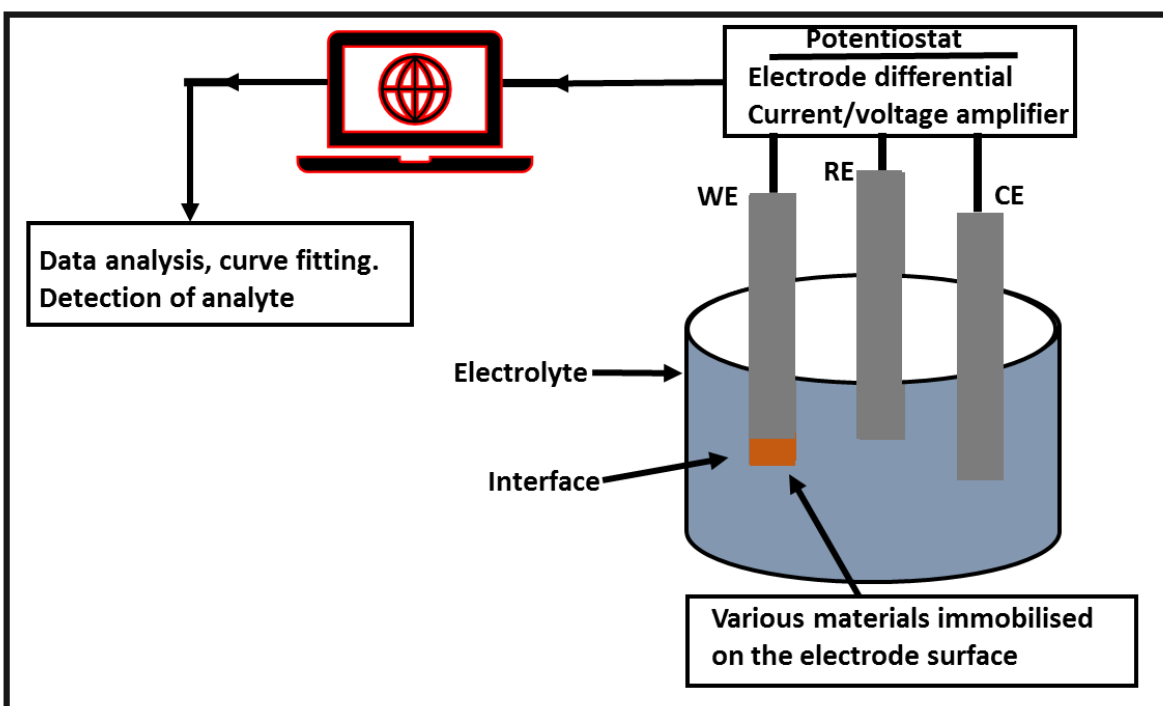 Potentiostat
Electrode differential
Current/voltage amplifier
WE
RE
CE
Data analysis, curve fitting.
Detection of analyte
Electrolyte
Interface
Various materials immobilised
on the electrode surface